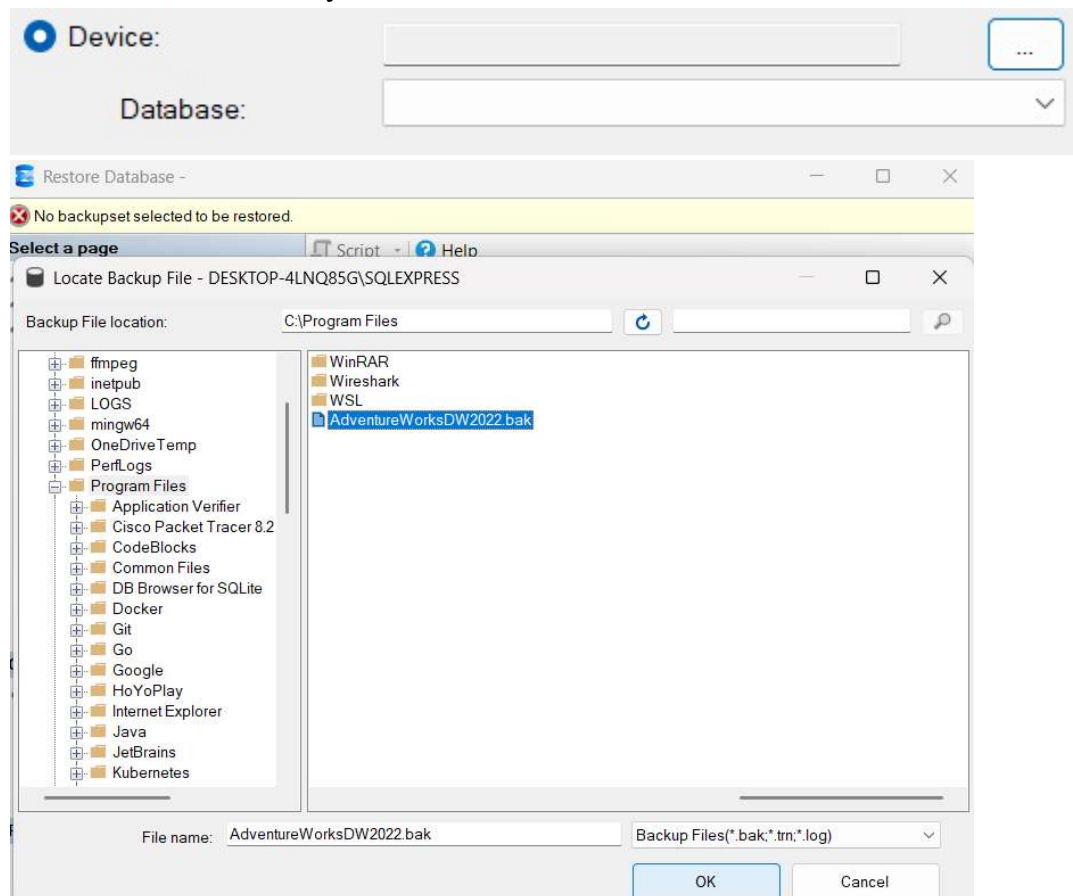 Device:
...
Database:
Restore Database -
No backupset selected to be restored.
Select a page
Script - Help
Locate Backup File - DESKTOP-4LNQ85G\SQLEXPRESS
Backup File location:
C:\Program Files
ffmpeg
inetpub
LOGS
mingw64
OneDriveTemp
PerfLogs
Program Files
Application Verifier
Cisco Packet Tracer 8.2
CodeBlocks
Common Files
DB Browser for SQLite
Docker
Git
Go
Google
HoYoPlay
Internet Explorer
Java
JetBrains
Kubernetes
WinRAR
Wireshark
WSL
AdventureWorksDW2022.bak
File name:
AdventureWorksDW2022.bak
Backup Files(*.bak;*.trn;*.log)
OK
Cancel